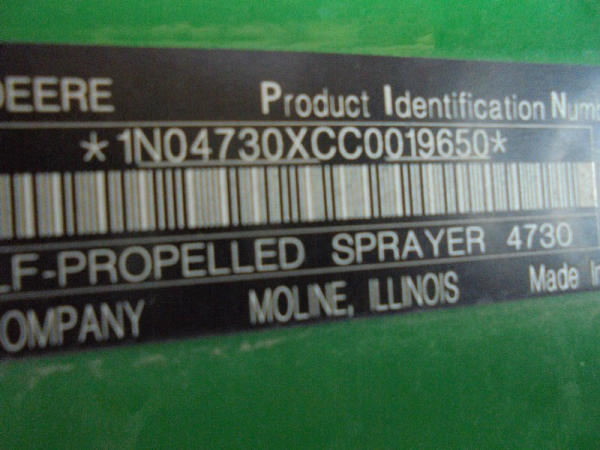 DEERE Product Identification Numb
*1N04730XCC0019650*
LF-PROPELLED SPRAYER 4730
OMPANY MOLINE, ILLINOIS Made In